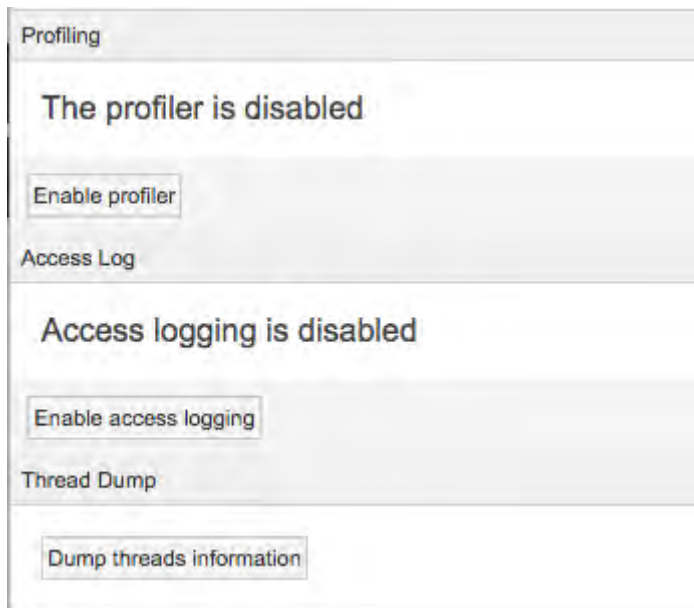 Profiling
The profiler is disabled
Enable profiler
Access Log
Access logging is disabled
Enable access logging
Thread Dump
Dump threads information